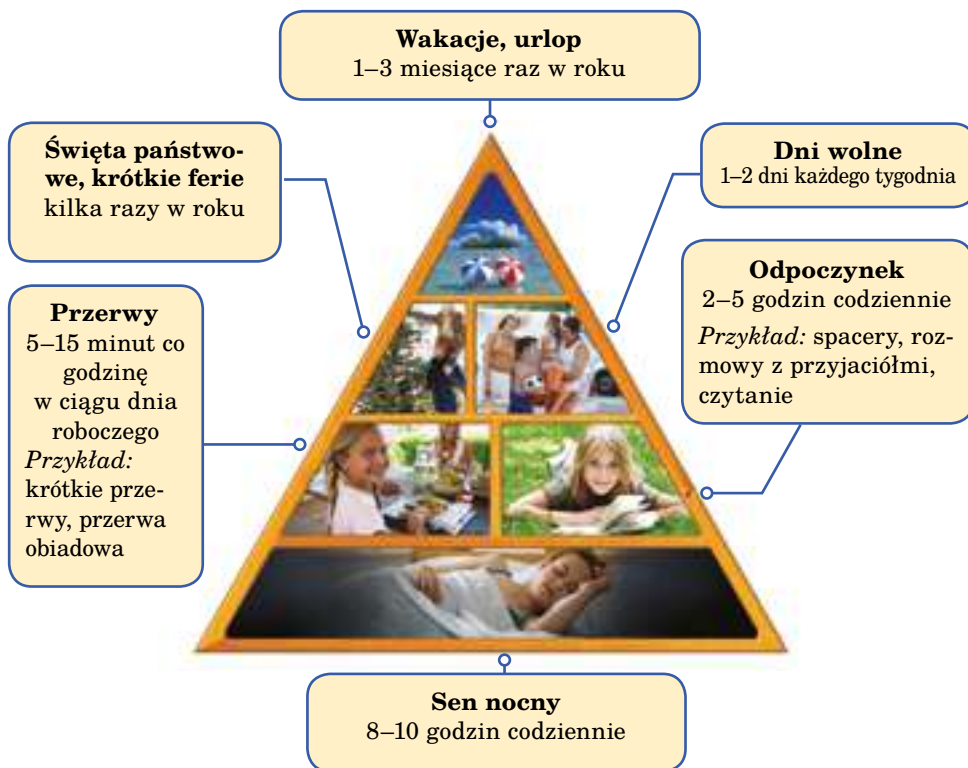 Wakacje, urlop
1–3 miesiące raz w roku
Święta państwo-
we, krótkie ferie
kilka razy w roku
Dni wolne
1–2 dni każdego tygodnia
Przerwy
5–15 minut co
godzinę
w ciągu dnia
roboczego
Przykład:
krótkie prze-
rwy, przerwa
obiadowa
Odpoczynek
2–5 godzin codziennie
Przykład: spacery, roz-
mowy z przyjaciółmi,
czytanie
Sen nocny
8–10 godzin codziennie